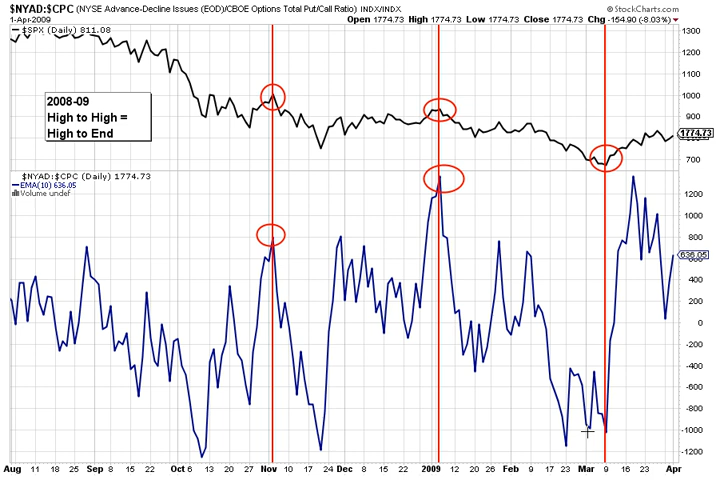 $NYAD:$CPC (NYSE Advance-Decline Issues (EOD)/CBOE Options Total Put/Call Ratio) INDX/INDX © StockCharts.com
1-Apr-2009 Open 1774.73 High 1774.73 Low 1774.73 Close 1774.73 Chg -154.90 (-8.03%)
$SPX (Daily) 811.08
1300
1200
1100
1000
900
1774.73
700
2008-09
High to High =
High to End
$NYAD:$CPC (Daily) 1774.73
EMA(10) 636.05
Volume undef
1200
1000
800
636.05
400
200
0
-200
-400
-600
-800
-1000
-1200
Aug 11 18 25 Sep 8 15 22 Oct 6 13 20 27 Nov 10 17 24 Dec 8 15 22 2009 12 20 26 Feb 9 17 23 Mar 9 16 23 Apr